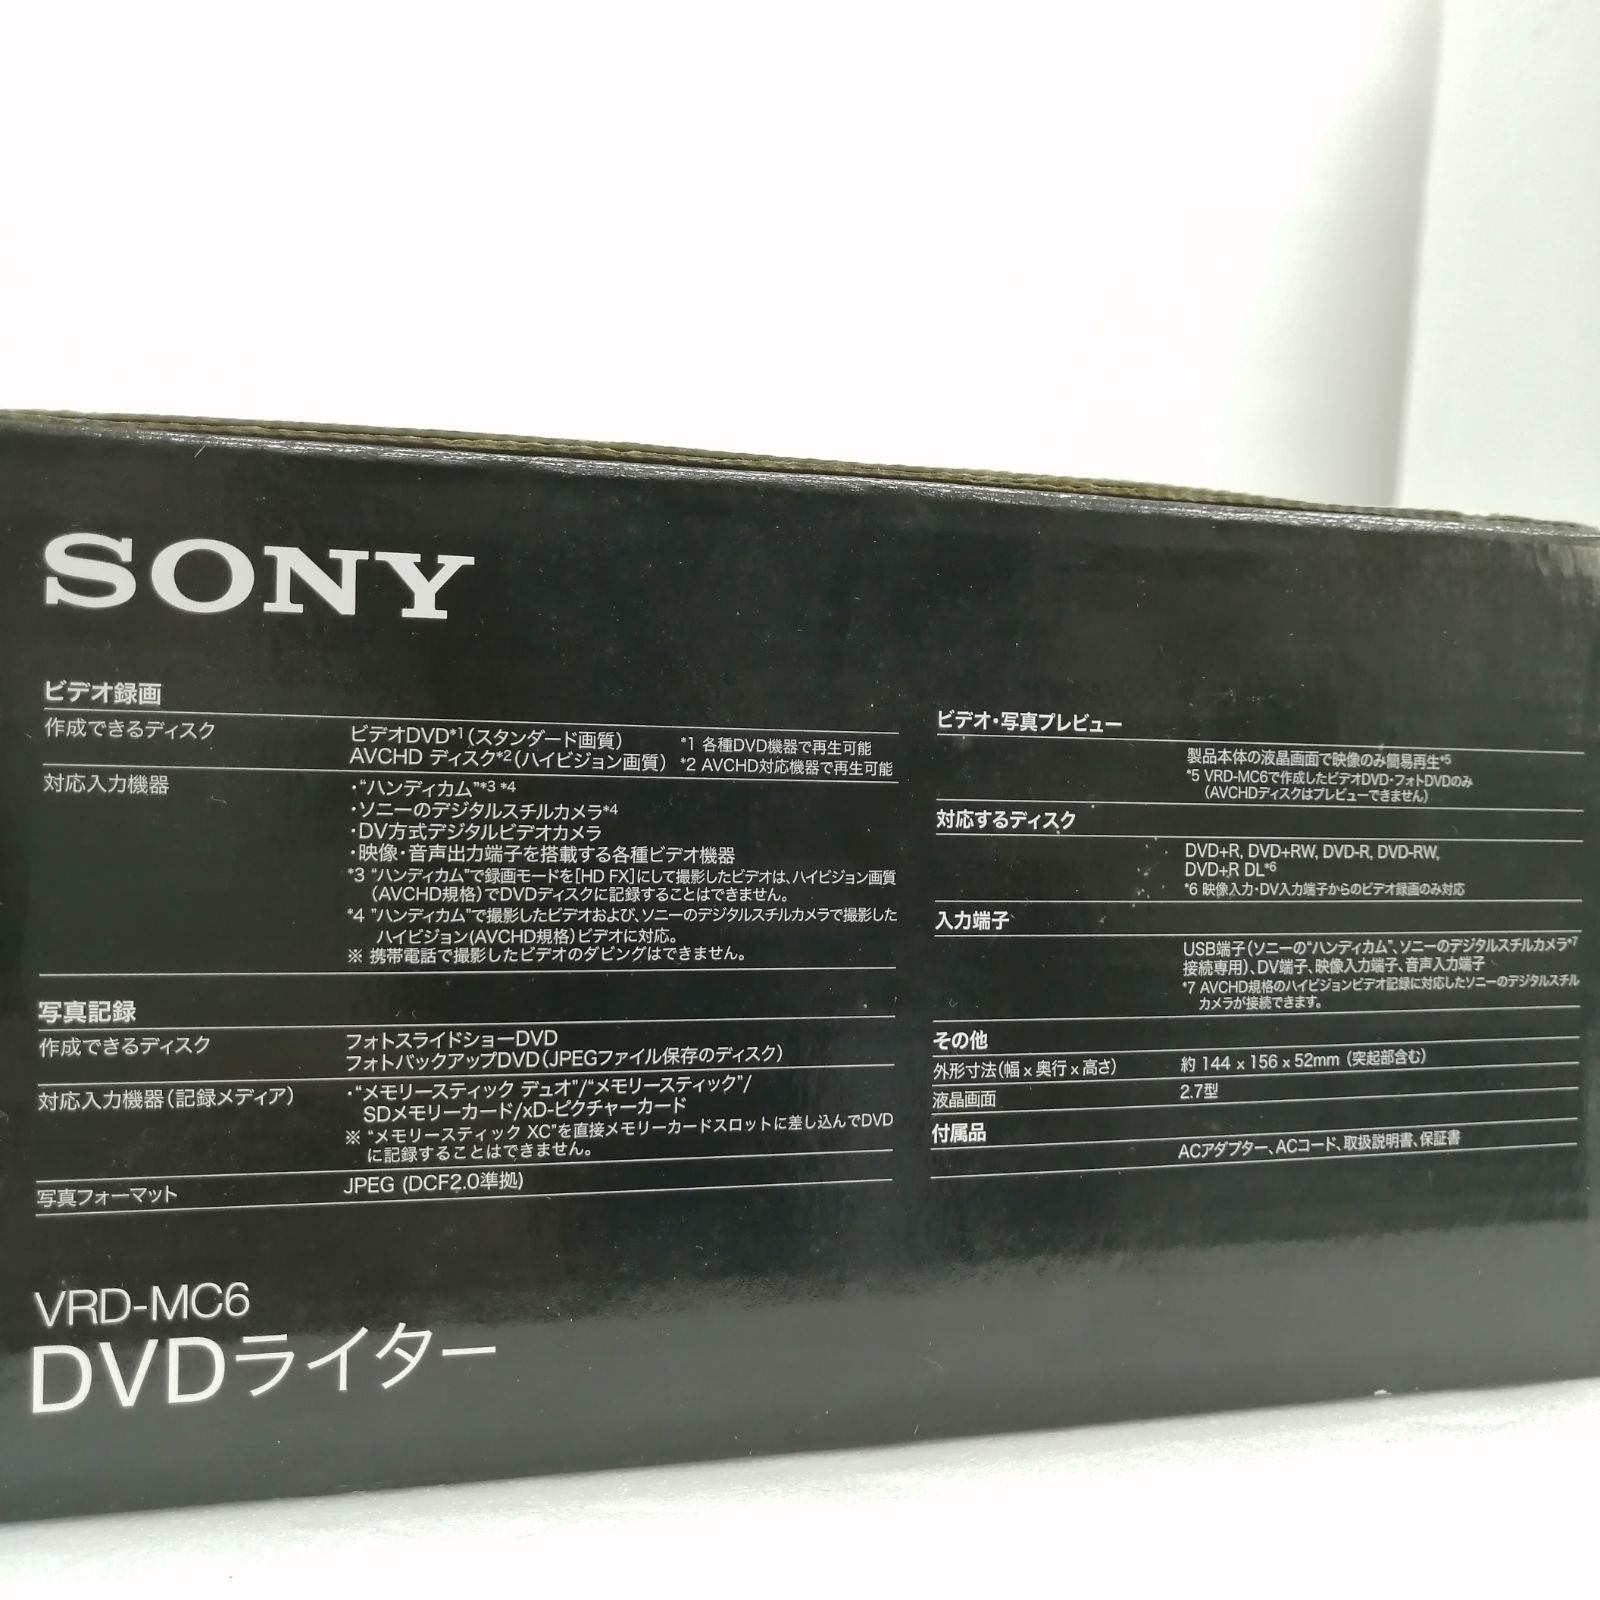 SONY
ビデオ録画
作成できるディスク
ビデオDVD*1(スタンダード画質) *1 各種DVD機器で再生可能
AVCHD ディスク*2(ハイビジョン画質) *2 AVCHD対応機器で再生可能
対応入力機器
・“ハンディカム”*3 *4
・ソニーのデジタルスチルカメラ*4
・DV方式デジタルビデオカメラ
・映像・音声出力端子を搭載する各種ビデオ機器
*3 “ハンディカム”で録画モードを[HD FX]にして撮影したビデオは、ハイビジョン画質
(AVCHD規格)でDVDディスクに記録することはできません。
*4 ”ハンディカム”で撮影したビデオおよび、ソニーのデジタルスチルカメラで撮影した
ハイビジョン(AVCHD規格)ビデオに対応。
※ 携帯電話で撮影したビデオのダビングはできません。
写真記録
作成できるディスク
フォトスライドショーDVD
フォトバックアップDVD(JPEGファイル保存のディスク)
対応入力機器(記録メディア)
・“メモリースティック デュオ”/“メモリースティック”/
SDメモリーカード/xD-ピクチャーカード
※ “メモリースティック XC”を直接メモリーカードスロットに差し込んでDVD
に記録することはできません。
写真フォーマット
JPEG (DCF2.0準拠)
ビデオ・写真プレビュー
製品本体の液晶画面で映像のみ簡易再生*5
*5 VRD-MC6で作成したビデオDVD・フォトDVDのみ
(AVCHDディスクはプレビューできません)
対応するディスク
DVD+R, DVD+RW, DVD-R, DVD-RW,
DVD+R DL*6
*6 映像入力・DV入力端子からのビデオ録画のみ対応
入力端子
USB端子(ソニーの“ハンディカム”、ソニーのデジタルスチルカメラ*7
接続専用)、DV端子、映像入力端子、音声入力端子
*7 AVCHD規格のハイビジョンビデオ記録に対応したソニーのデジタルスチル
カメラが接続できます。
その他
外形寸法(幅 x 奥行 x 高さ) 約 144 x 156 x 52mm (突起部含む)
液晶画面 2.7型
付属品
ACアダプター、ACコード、取扱説明書、保証書
VRD-MC6
DVDライター